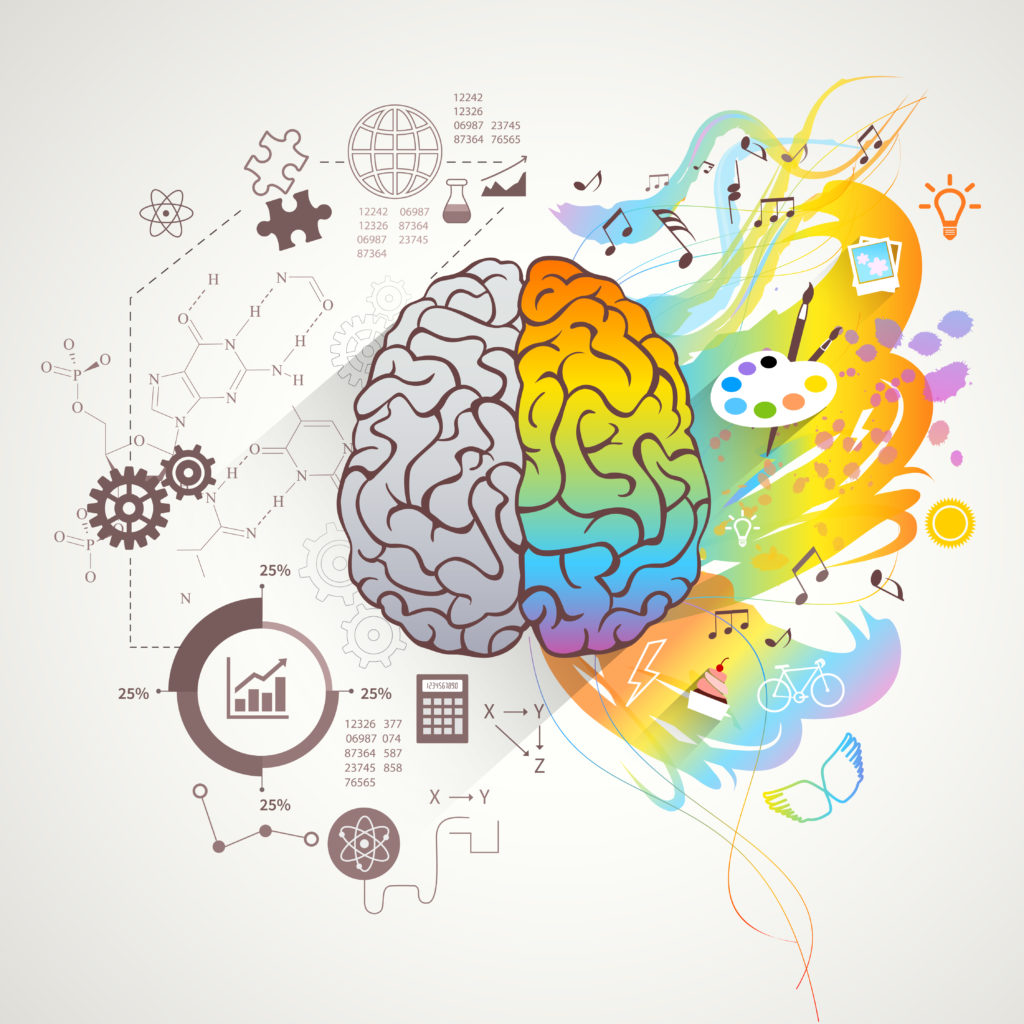 12242
12326
06987 23745
87364 76565
12242 06987
12326 87364
06987 23745
87364
H
N
O
H
O
N
H
N
N
H
N
N
O
P
O
O
O
H
O
N
H
N
H
N
O
P
O
O
N
N
25%
25%
25%
25%
12326 377
06987 074
87364 587
23745 858
76565
1234561890
X → Y
Z
X → Y